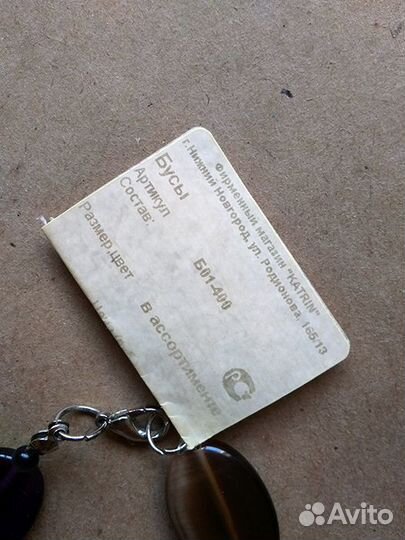 Фирменный магазин "KATRIN"
г. Нижний Новгород, ул. Родионова, 165/13
Бусы
Артикул Б01-400
Состав:
Размер,цвет в ассортименте
Avito